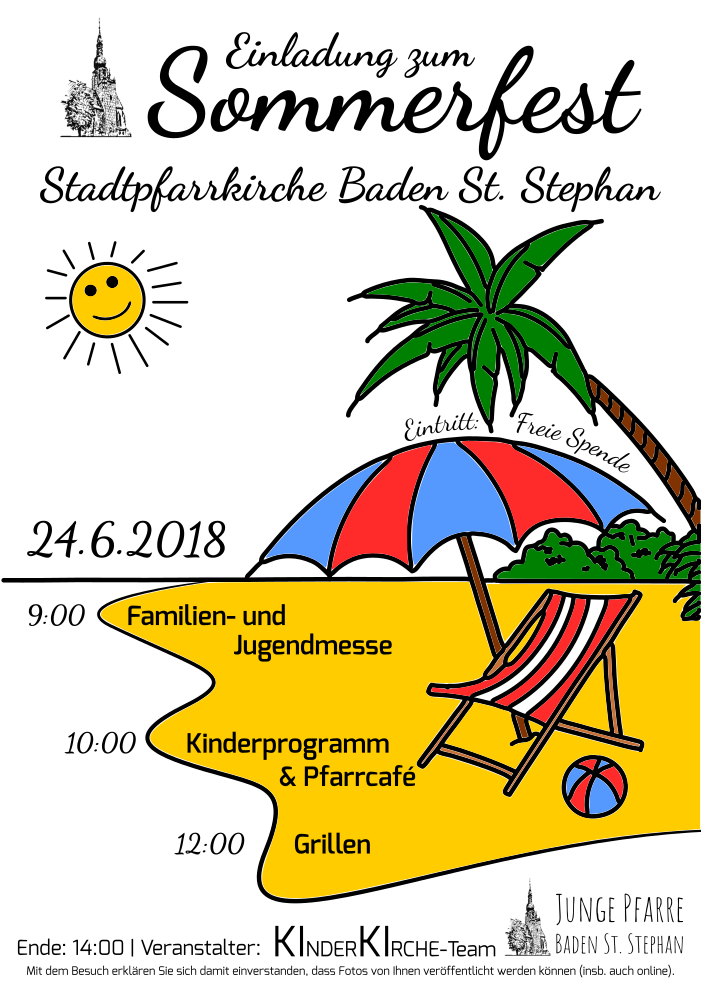 Einladung zum
Sommerfest
Stadtpfarrkirche Baden St. Stephan
Eintritt: Freie Spende
24.6.2018
9:00 Familien- und
Jugendmesse
10:00 Kinderprogramm
& Pfarrcafé
12:00 Grillen
JUNGE PFARRE
BADEN ST. STEPHAN
Ende: 14:00 | Veranstalter: KINDERKIRCHE-Team
Mit dem Besuch erklären Sie sich damit einverstanden, dass Fotos von Ihnen veröffentlicht werden können (insb. auch online).